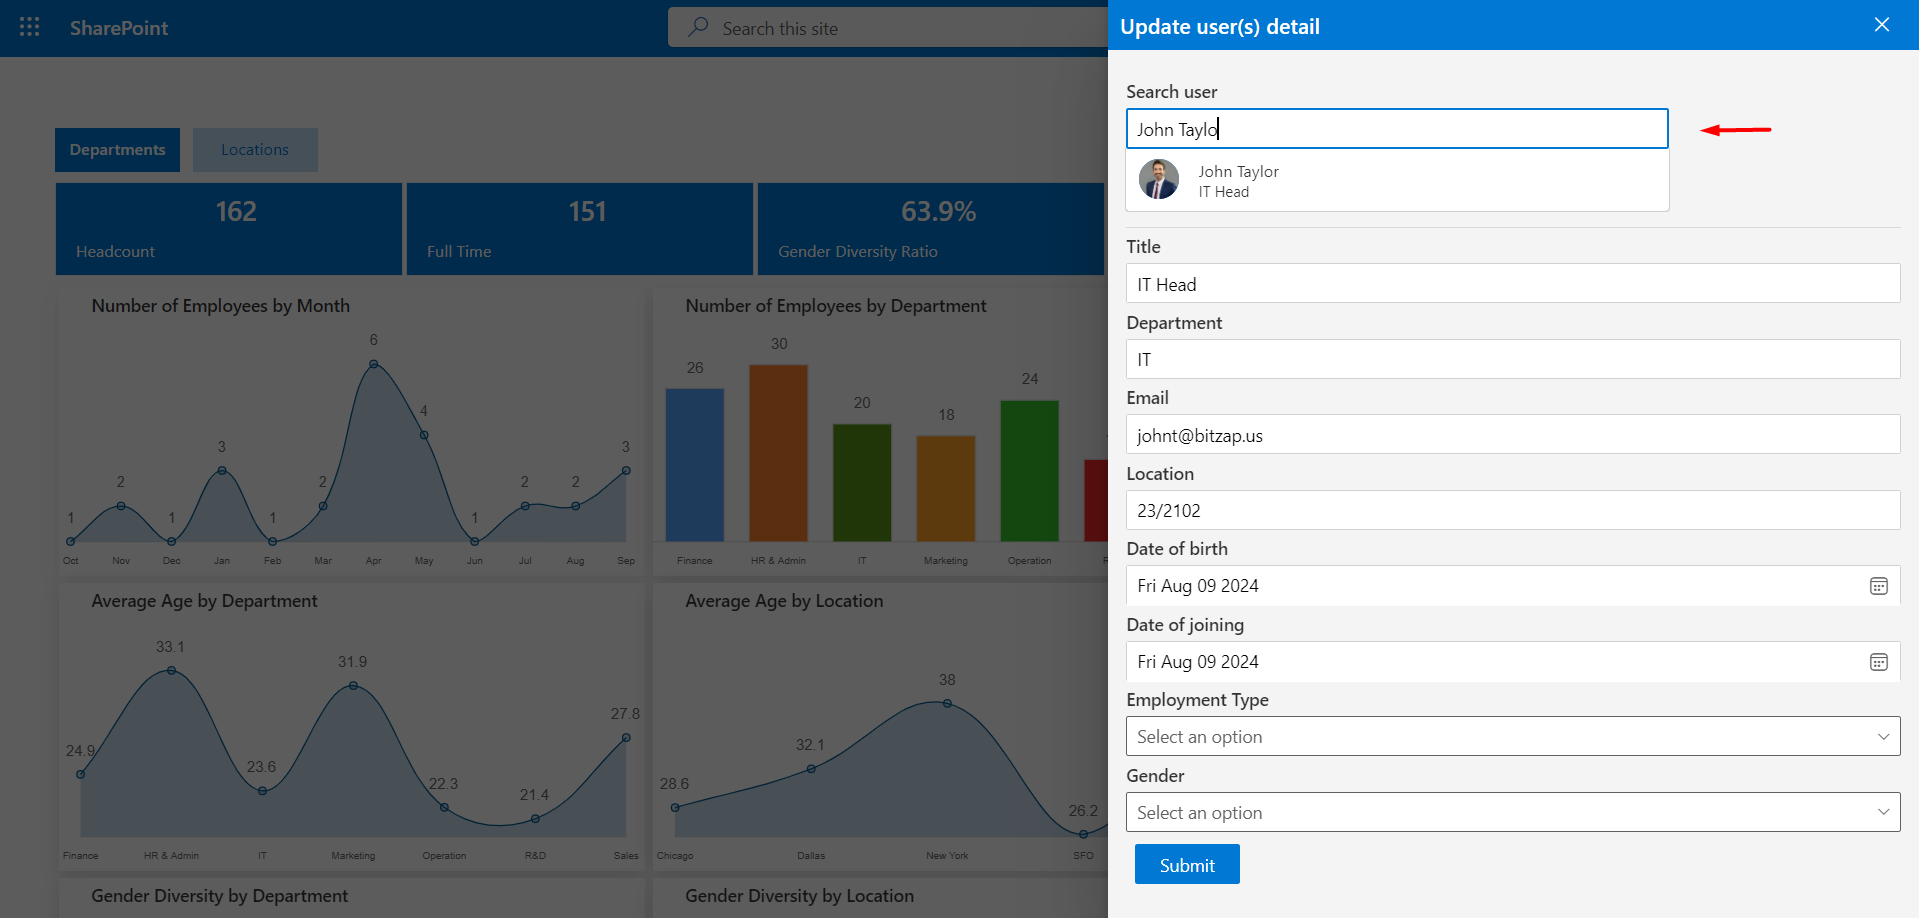 SharePoint
Search this site
Departments
Locations
162
Headcount
151
Full Time
63.9%
Gender Diversity Ratio
Number of Employees by Month
6
4
3
3
2
2
2
2
1
1
1
1
Oct Nov Dec Jan Feb Mar Apr May Jun Jul Aug Sep
Number of Employees by Department
30
26
24
20
18
Finance HR & Admin IT Marketing Operation R
Average Age by Department
33.1
31.9
27.8
24.9
23.6
22.3
21.4
Finance HR & Admin IT Marketing Operation R&D Sales
Average Age by Location
38
32.1
28.6
26.2
Chicago Dallas New York SFO
Gender Diversity by Department
Gender Diversity by Location
Update user(s) detail
Search user
John Taylo
John Taylor
IT Head
Title
IT Head
Department
IT
Email
johnt@bitzap.us
Location
23/2102
Date of birth
Fri Aug 09 2024
Date of joining
Fri Aug 09 2024
Employment Type
Select an option
Gender
Select an option
Submit